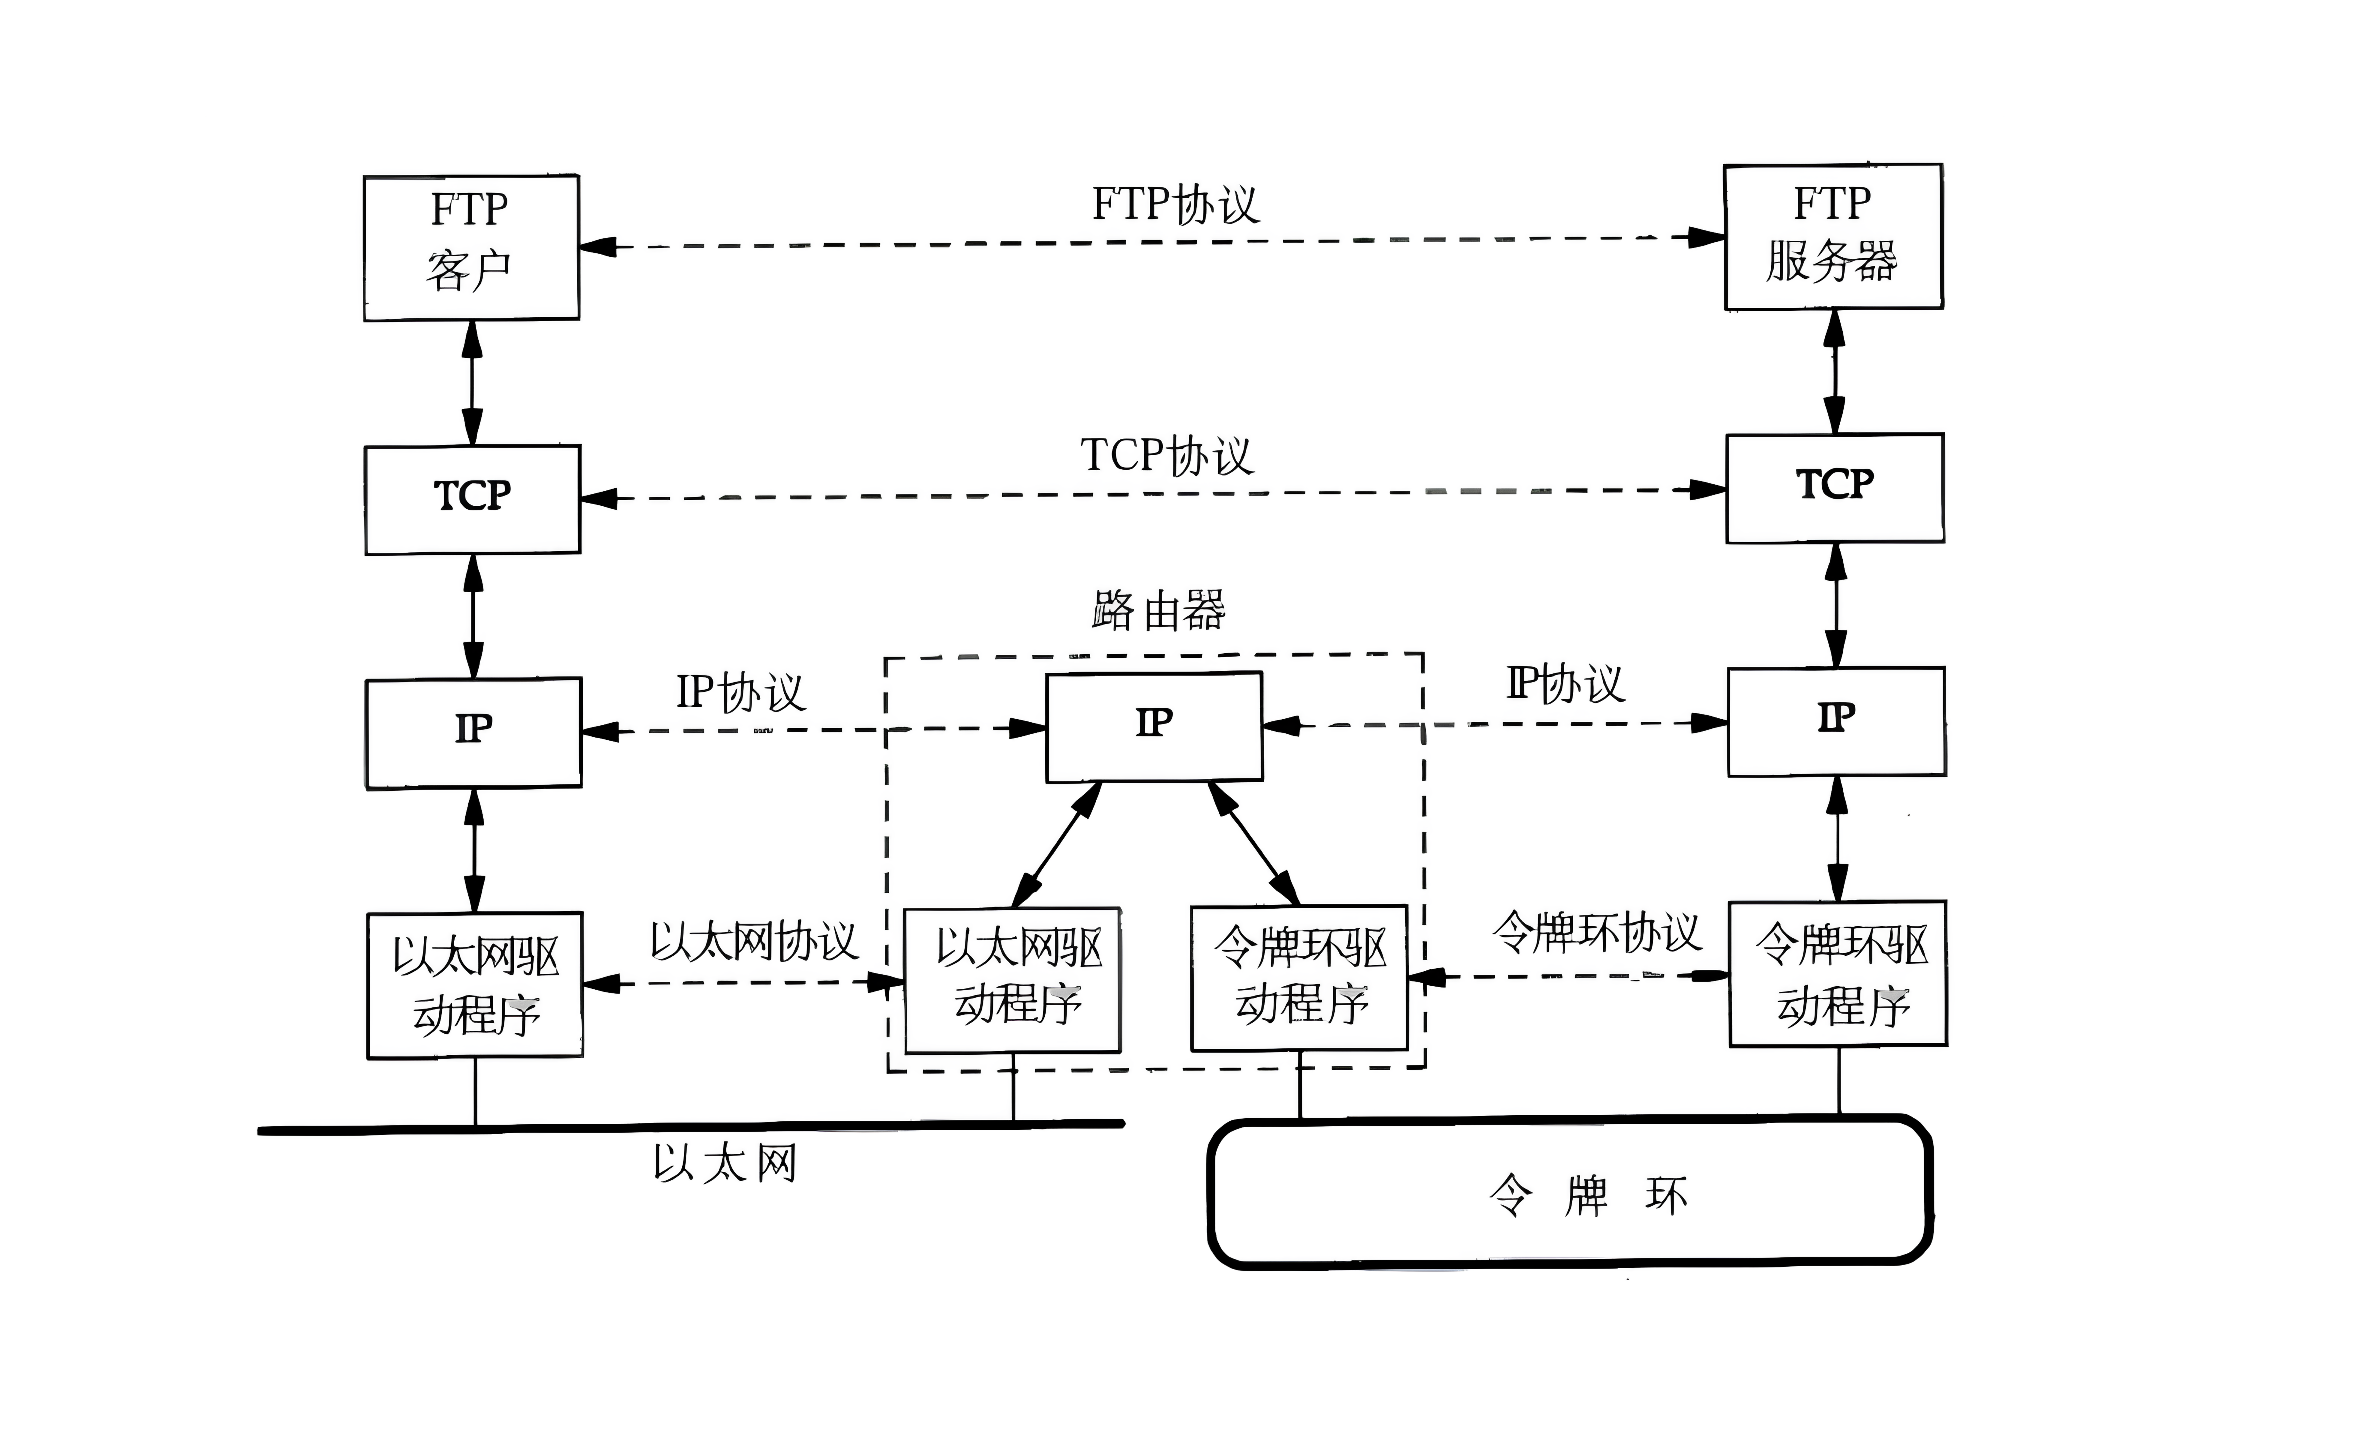 FTP
客户
FTP协议
FTP
服务器
TCP
TCP协议
TCP
路由器
IP
IP协议
IP
IP协议
IP
以太网驱
动程序
以太网协议
以太网驱
动程序
令牌环驱
动程序
令牌环协议
令牌环驱
动程序
以太网
令牌环